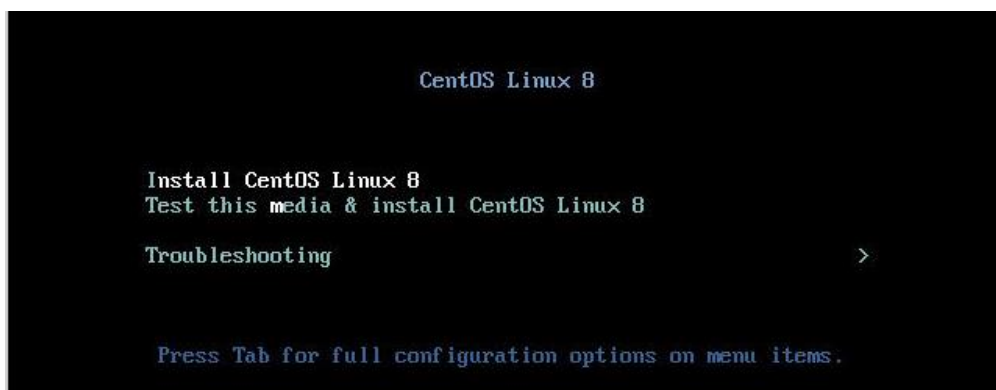 CentOS Linux 8
Install CentOS Linux 8
Test this media & install CentOS Linux 8
Troubleshooting >
Press Tab for full configuration options on menu items.